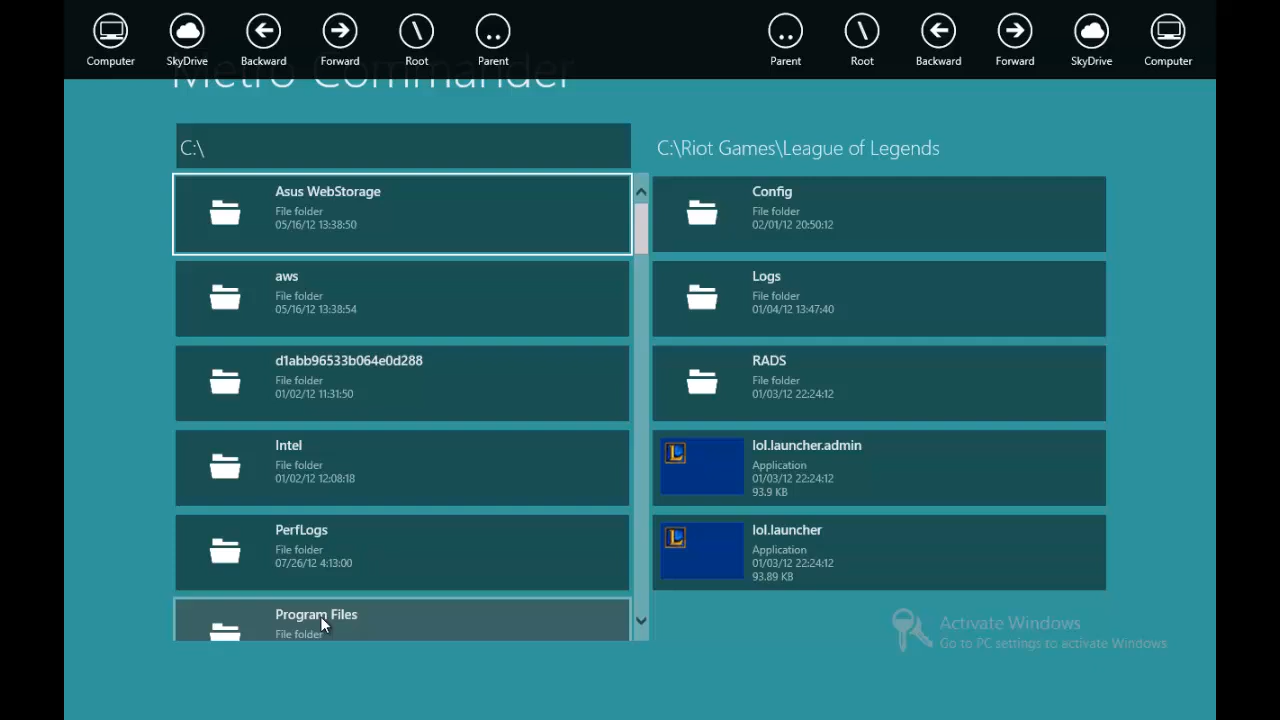 Computer
SkyDrive
Backward
Forward
Root
Parent
Parent
Root
Backward
Forward
SkyDrive
Computer
Metro Commander
C:\
Asus WebStorage
File folder
05/16/12 13:38:50
aws
File folder
05/16/12 13:38:54
d1abb96533b064e0d288
File folder
01/02/12 11:31:50
Intel
File folder
01/02/12 12:08:18
PerfLogs
File folder
07/26/12 4:13:00
Program Files
File folder
C:\Riot Games\League of Legends
Config
File folder
02/01/12 20:50:12
Logs
File folder
01/04/12 13:47:40
RADS
File folder
01/03/12 22:24:12
L
lol.launcher.admin
Application
01/03/12 22:24:12
93.9 KB
L
lol.launcher
Application
01/03/12 22:24:12
93.89 KB
Activate Windows
Go to PC settings to activate Windows